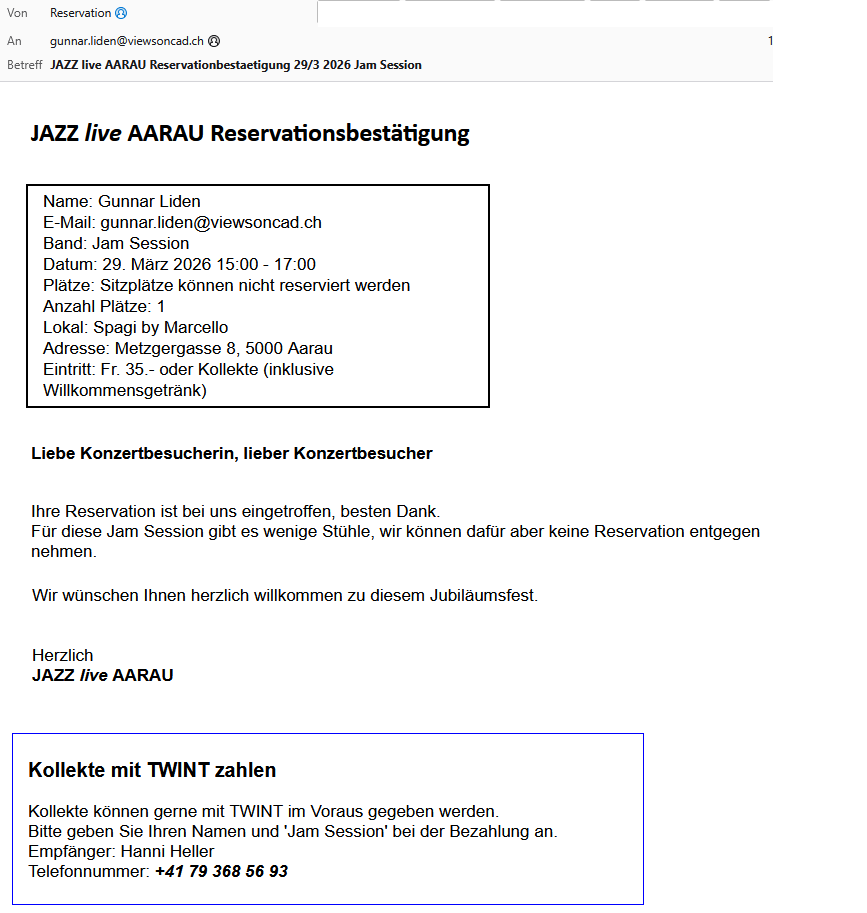 Von Reservation
An gunnar.liden@viewsoncad.ch 1
Betreff JAZZ live AARAU Reservationbestaetigung 29/3 2026 Jam Session
JAZZ live AARAU Reservationsbestätigung
Name: Gunnar Liden
E-Mail: gunnar.liden@viewsoncad.ch
Band: Jam Session
Datum: 29. März 2026 15:00 - 17:00
Plätze: Sitzplätze können nicht reserviert werden
Anzahl Plätze: 1
Lokal: Spagi by Marcello
Adresse: Metzgergasse 8, 5000 Aarau
Eintritt: Fr. 35.- oder Kollekte (inklusive
Willkommensgetränk)
Liebe Konzertbesucherin, lieber Konzertbesucher
Ihre Reservation ist bei uns eingetroffen, besten Dank.
Für diese Jam Session gibt es wenige Stühle, wir können dafür aber keine Reservation entgegen
nehmen.
Wir wünschen Ihnen herzlich willkommen zu diesem Jubiläumsfest.
Herzlich
JAZZ live AARAU
Kollekte mit TWINT zahlen
Kollekte können gerne mit TWINT im Voraus gegeben werden.
Bitte geben Sie Ihren Namen und 'Jam Session' bei der Bezahlung an.
Empfänger: Hanni Heller
Telefonnummer: +41 79 368 56 93